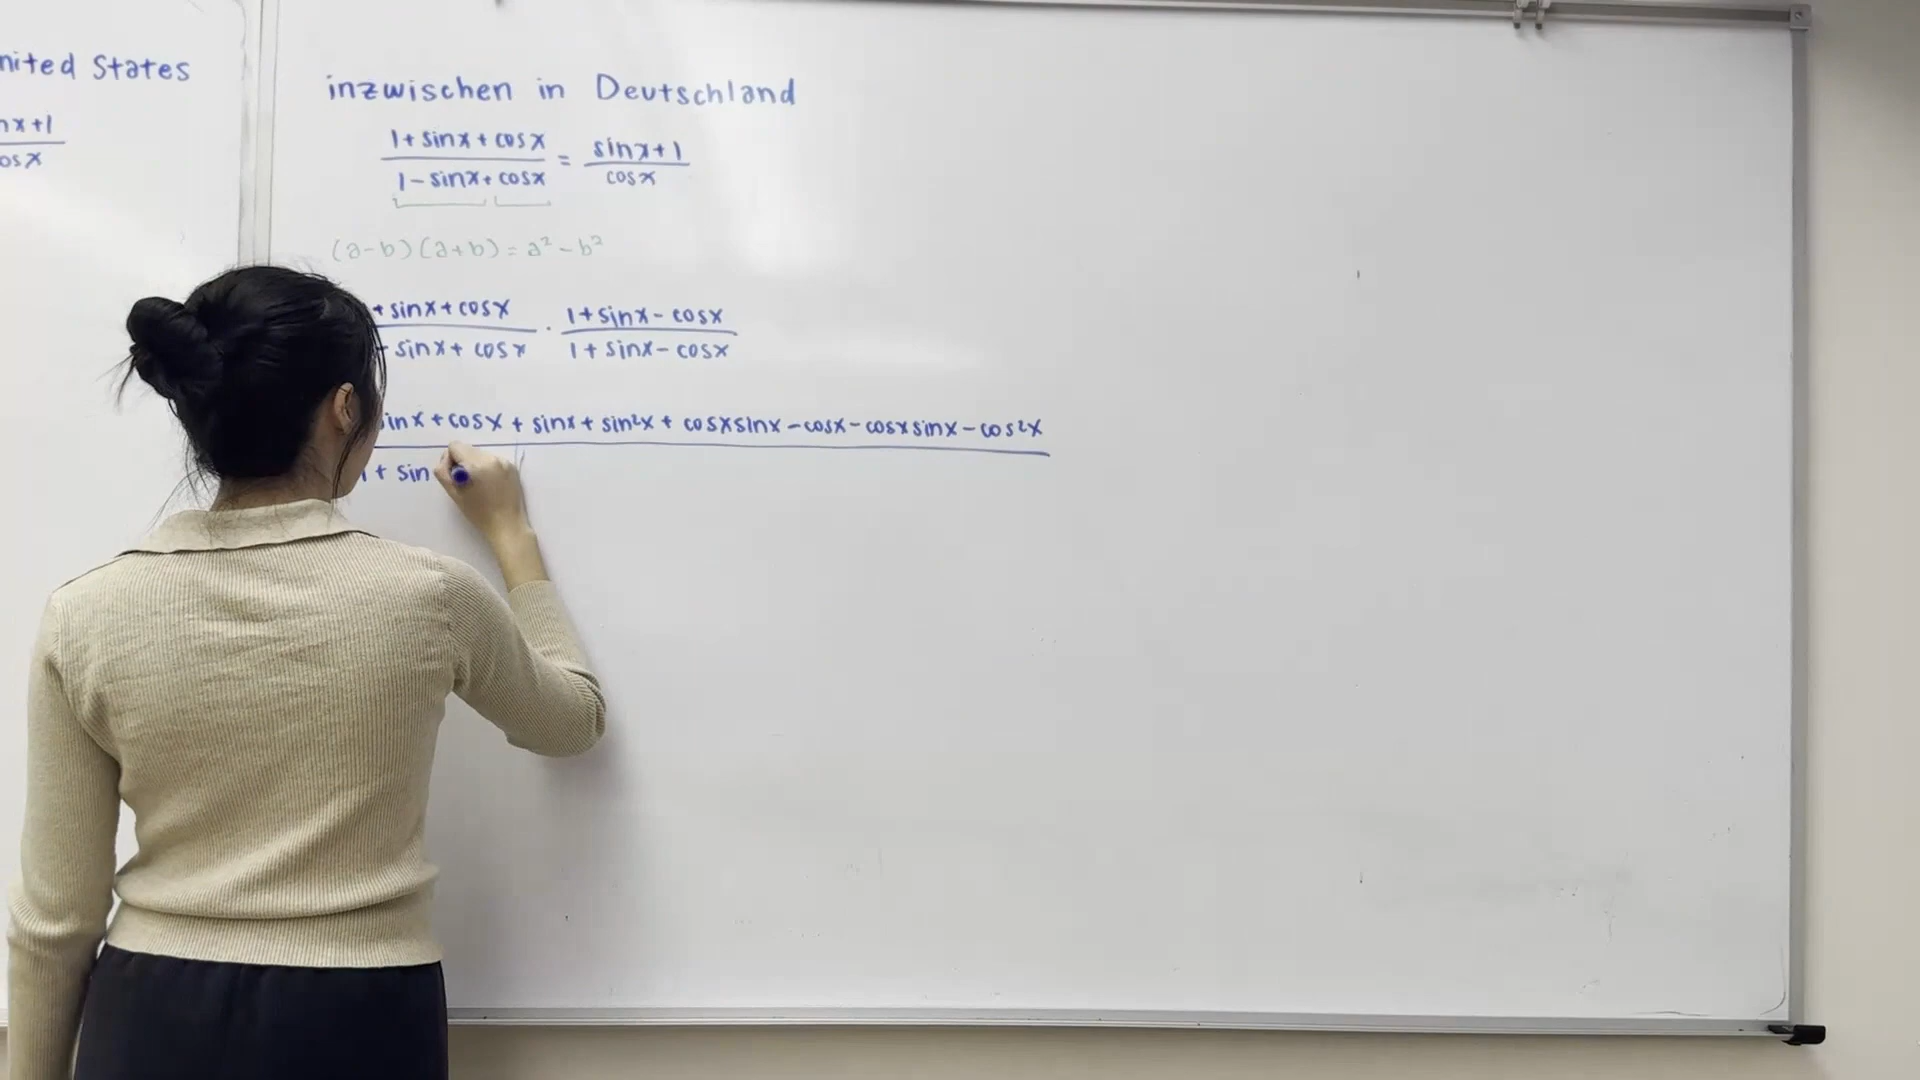 nited States
nx+1
osx
inzwischen in Deutschland
1+sinx+cosx
1-sinx+cosx
=
sinx+1
cosx
(a-b)(a+b)=a²-b²
+sinx+cosx
-sinx+cosx
·
1+sinx-cosx
1+sinx-cosx
sinx+cosx+sinx+sin²x+cosxsinx-cosx-cosxsinx-cos²x
1+sin